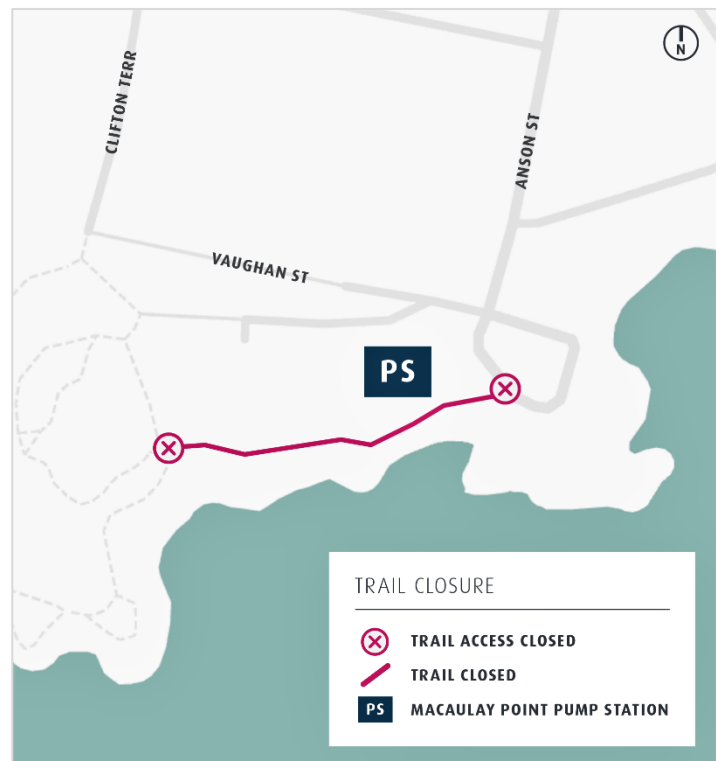 N
CLIFTON TERR
ANSON ST
VAUGHAN ST
PS
TRAIL CLOSURE
TRAIL ACCESS CLOSED
TRAIL CLOSED
PS MACAULAY POINT PUMP STATION